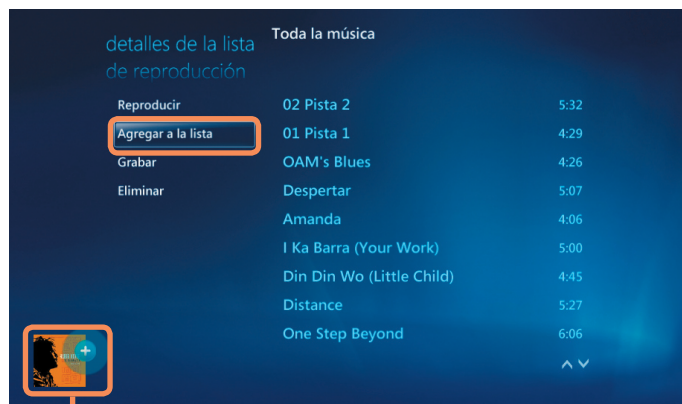 detalles de la lista
de reproducción
Toda la música
Reproducir
Agregar a la lista
Grabar
Eliminar
02 Pista 2 5:32
01 Pista 1 4:29
OAM's Blues 4:26
Despertar 5:07
Amanda 4:06
I Ka Barra (Your Work) 5:00
Din Din Wo (Little Child) 4:45
Distance 5:27
One Step Beyond 6:06